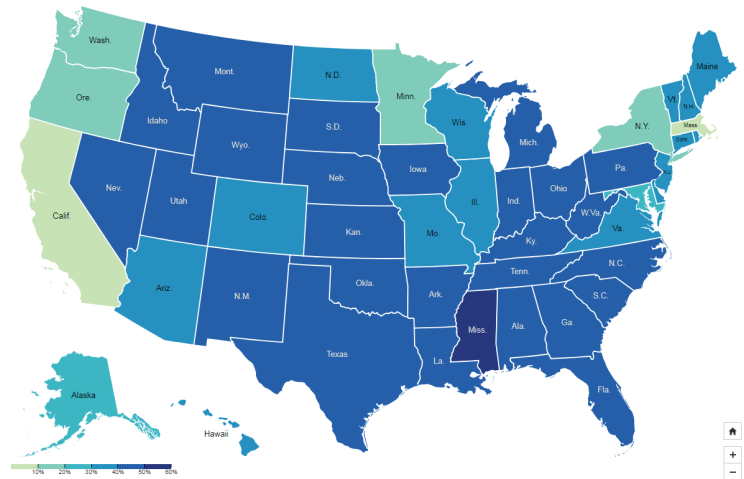 Wash.
Mont.
N.D.
Minn.
Maine
Ore.
Idaho
S.D.
Wis.
Vt.
N.H.
N.Y.
Mass.
Conn.
Wyo.
Mich.
Nev.
Utah
Neb.
Iowa
Pa.
N.J.
Calif.
Colo.
Kan.
Mo.
Ill.
Ind.
Ohio
W.Va.
Va.
Ky.
Ariz.
N.M.
Okla.
Ark.
Tenn.
N.C.
S.C.
Texas
La.
Miss.
Ala.
Ga.
Fla.
Alaska
Hawaii
10% 20% 30% 40% 50% 60%
+
−